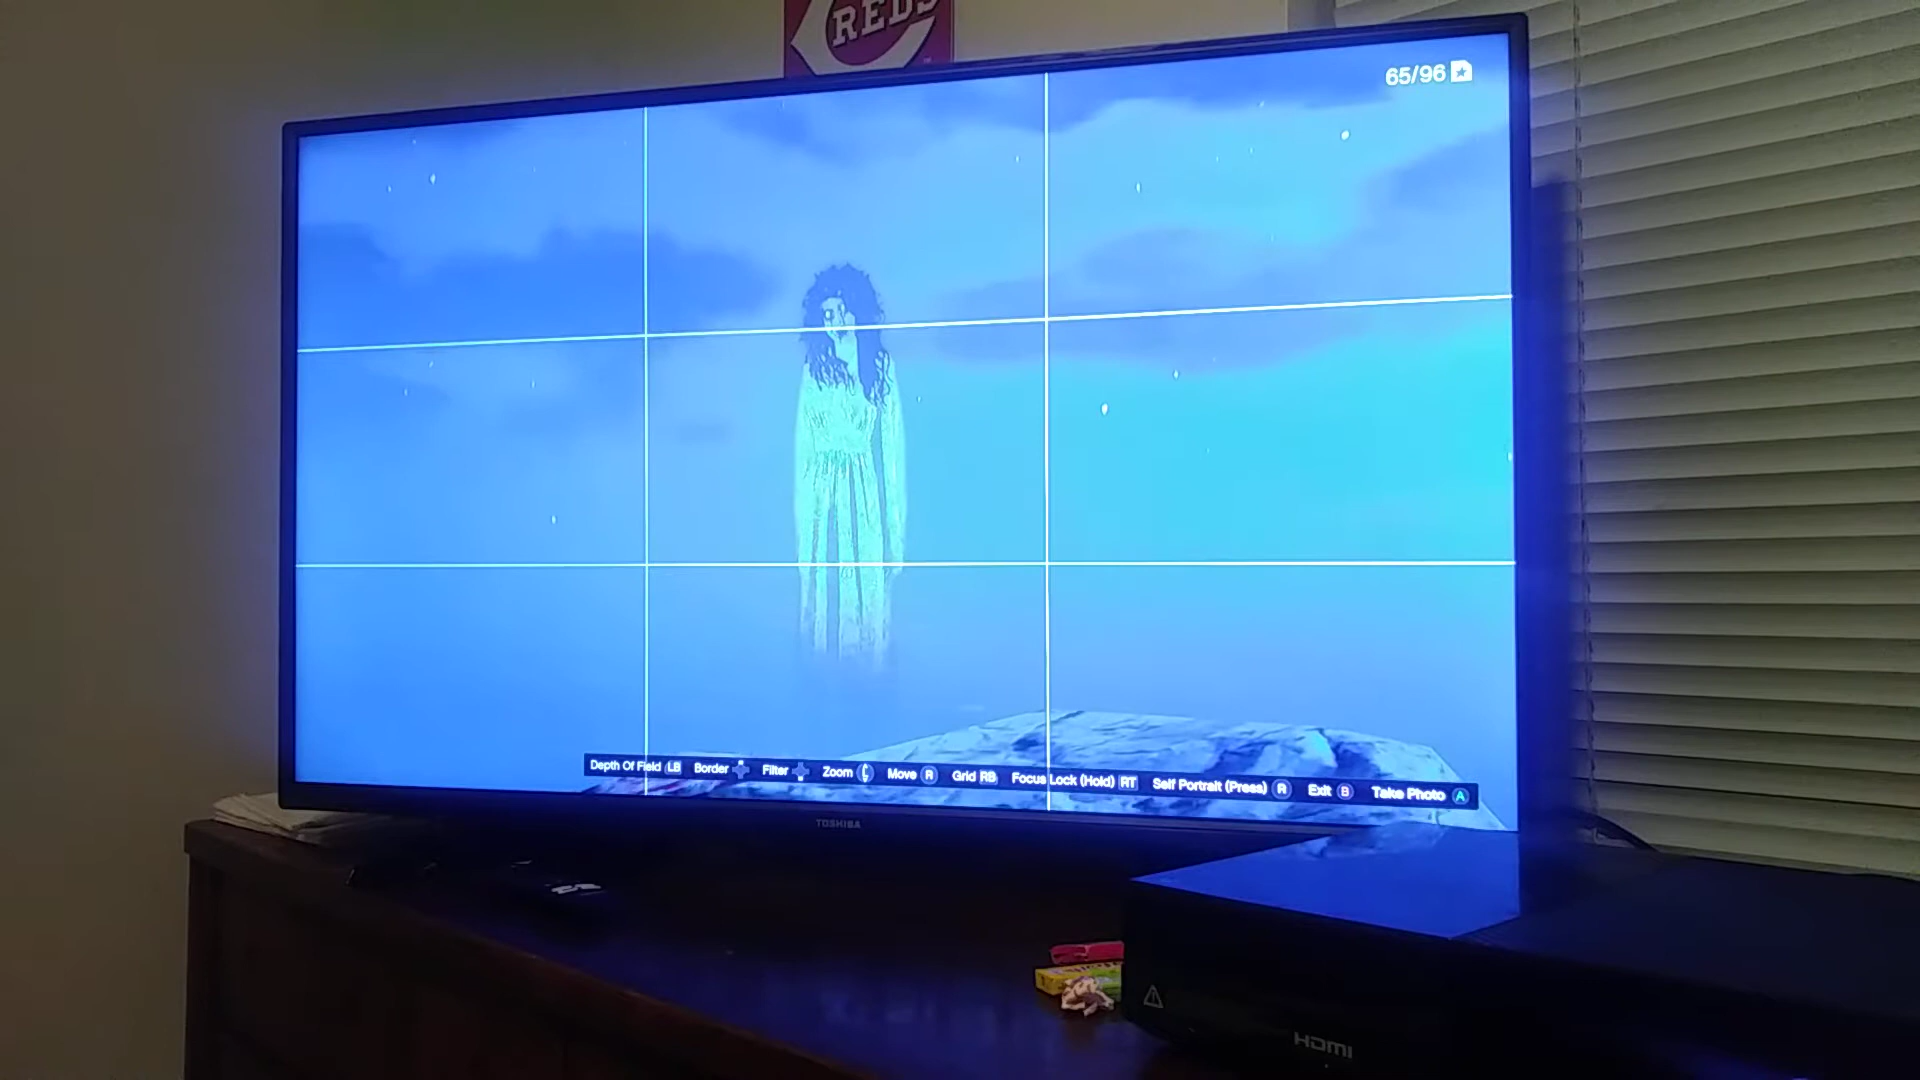 REDS
65/96
Depth Of Field LB Border Filter Zoom L Move R Grid RB Focus Lock (Hold) RT Self Portrait (Press) R Exit B Take Photo A
TOSHIBA
HDMI